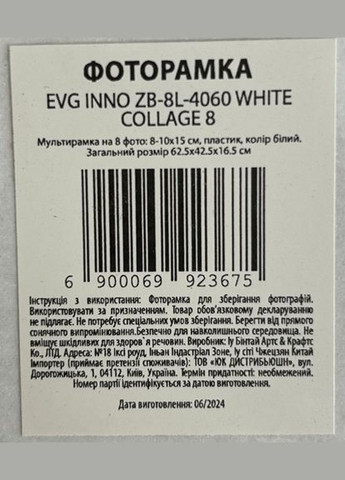 ФОТОРАМКА
EVG INNO ZB-8L-4060 WHITE
COLLAGE 8
Мультирамка на 8 фото: 8-10х15 см, пластик, колір білий.
Загальний розмір 62.5х42.5х16.5 см
6 900069 923675
Інструкція з використання: Фоторамка для зберігання фотографій.
Використовувати за призначенням. Товар обов'язковому декларуванню
не підлягає. Не потребує спеціальних умов зберігання. Берегти від прямого
сонячного випромінювання.Безпечно для навколишнього середовища. Не
вміщує шкідливих для здоров`я речовин. Виробник: Іу Бінтай Артс & Крафтс
Ко., ЛТД. Адреса: №18 Іксі роуд, Іньан Індастріал Зоне, Іу сіті Чжецзян Китай
Імпортер (приймає претензії споживачів): ТОВ «ЮК ДИСТРИБЬЮШН», вул.
Дорогожицька, 1, 04112, Київ, Україна. Термін придатності: необмежений.
Номер партії ідентифікується за датою виготовлення.
Дата виготовлення: 06/2024